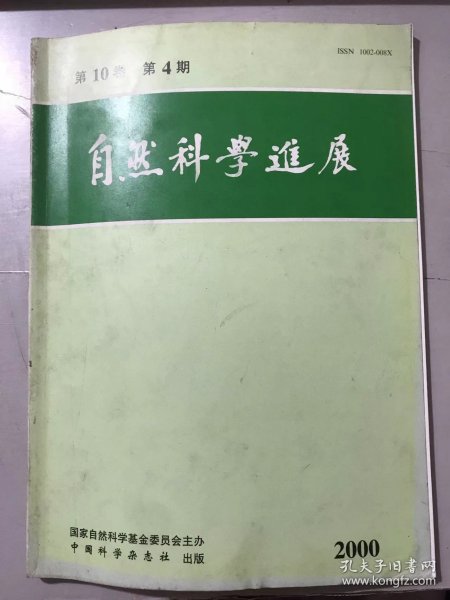 ISSN 1002-008X
第10卷 第4期
自然科學進展
国家自然科学基金委员会主办
中国科学杂志社 出版
2000
孔夫子旧书网
www.kongfz.com